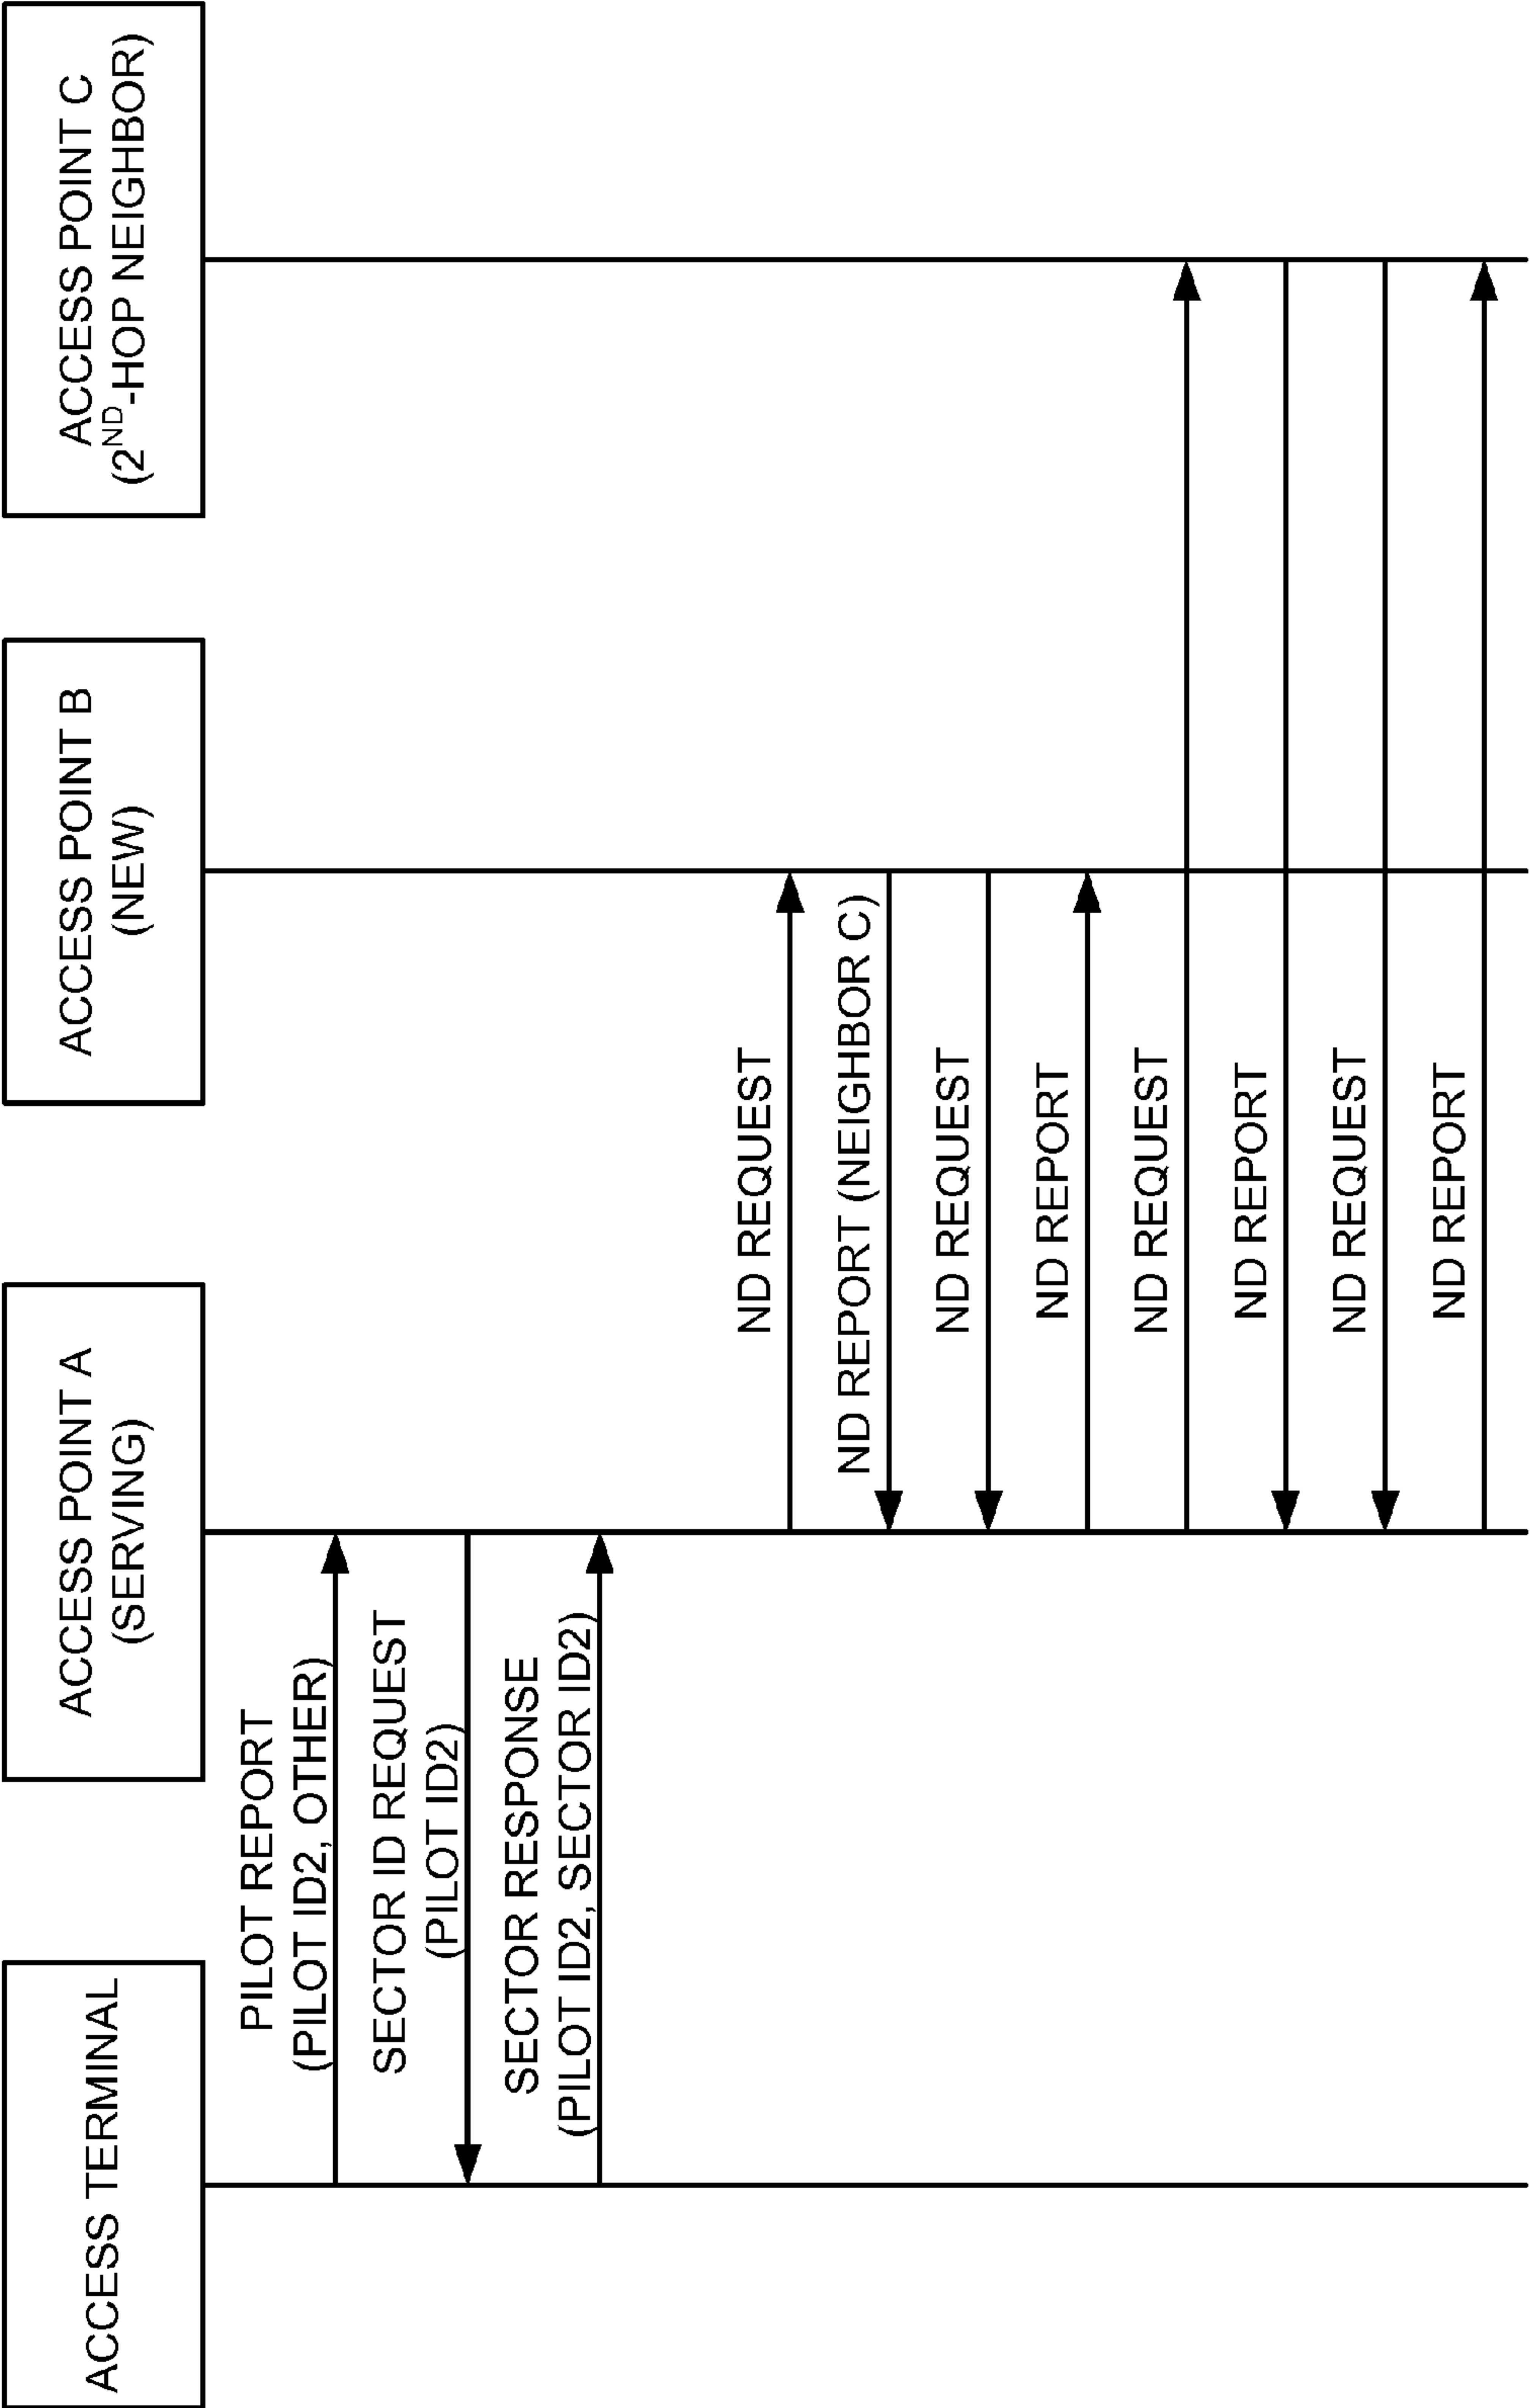 ACCESS TERMINAL
ACCESS POINT A
(SERVING)
ACCESS POINT B
(NEW)
ACCESS POINT C
(2ND-HOP NEIGHBOR)
PILOT REPORT
(PILOT ID2, OTHER)
SECTOR ID REQUEST
(PILOT ID2)
SECTOR RESPONSE
(PILOT ID2, SECTOR ID2)
ND REQUEST
ND REPORT (NEIGHBOR C)
ND REQUEST
ND REPORT
ND REQUEST
ND REPORT
ND REQUEST
ND REPORT